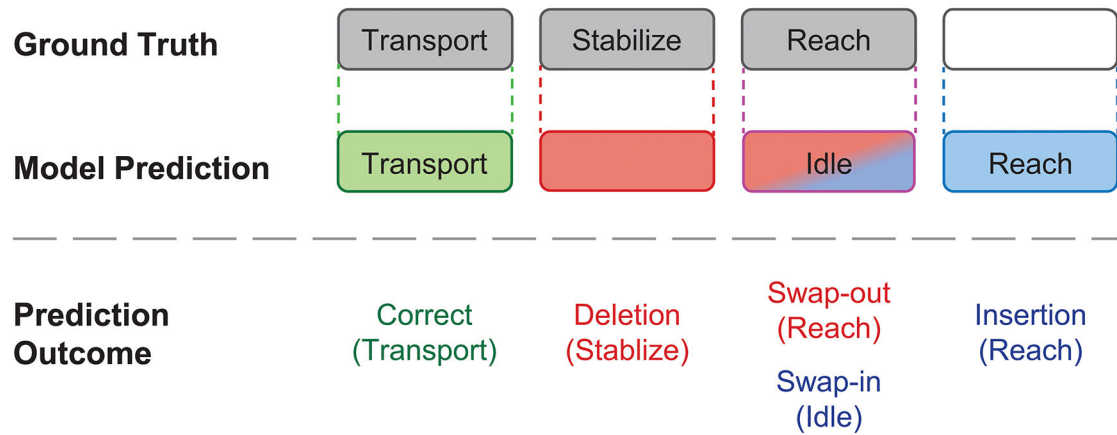 Ground Truth Transport Stabilize Reach
Model Prediction Transport Idle Reach
Prediction
Outcome
Correct
(Transport)
Deletion
(Stablize)
Swap-out
(Reach)
Swap-in
(Idle)
Insertion
(Reach)